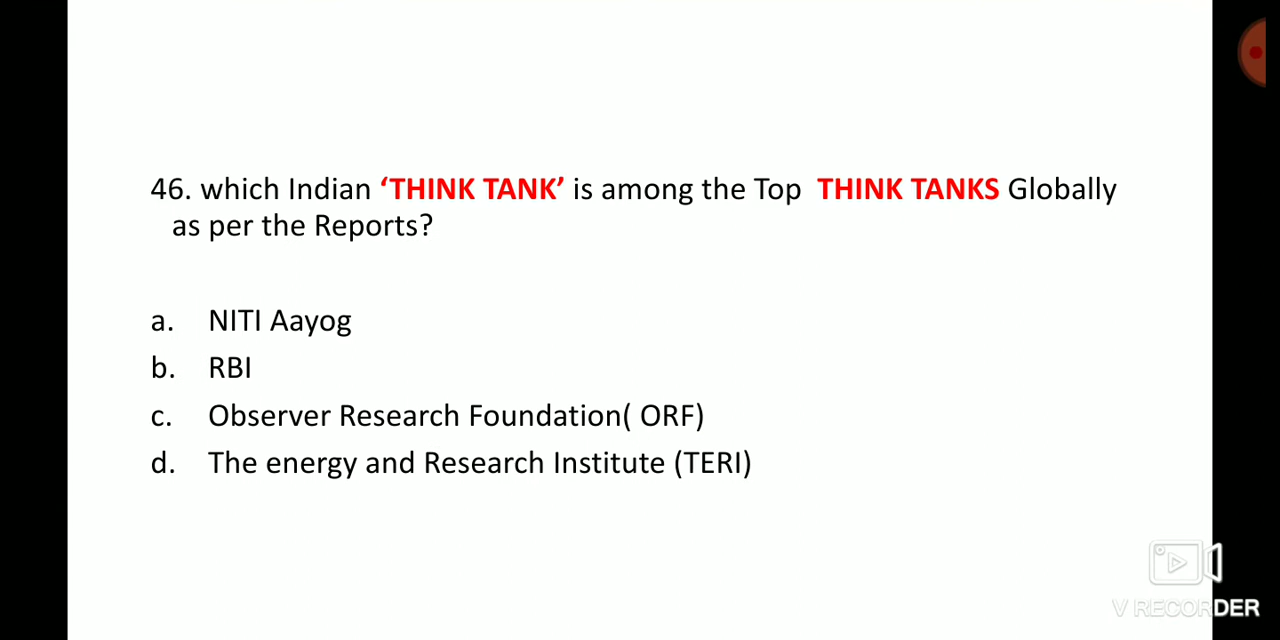 46. which Indian ‘THINK TANK’ is among the Top THINK TANKS Globally
as per the Reports?
a. NITI Aayog
b. RBI
c. Observer Research Foundation( ORF)
d. The energy and Research Institute (TERI)
V RECORDER